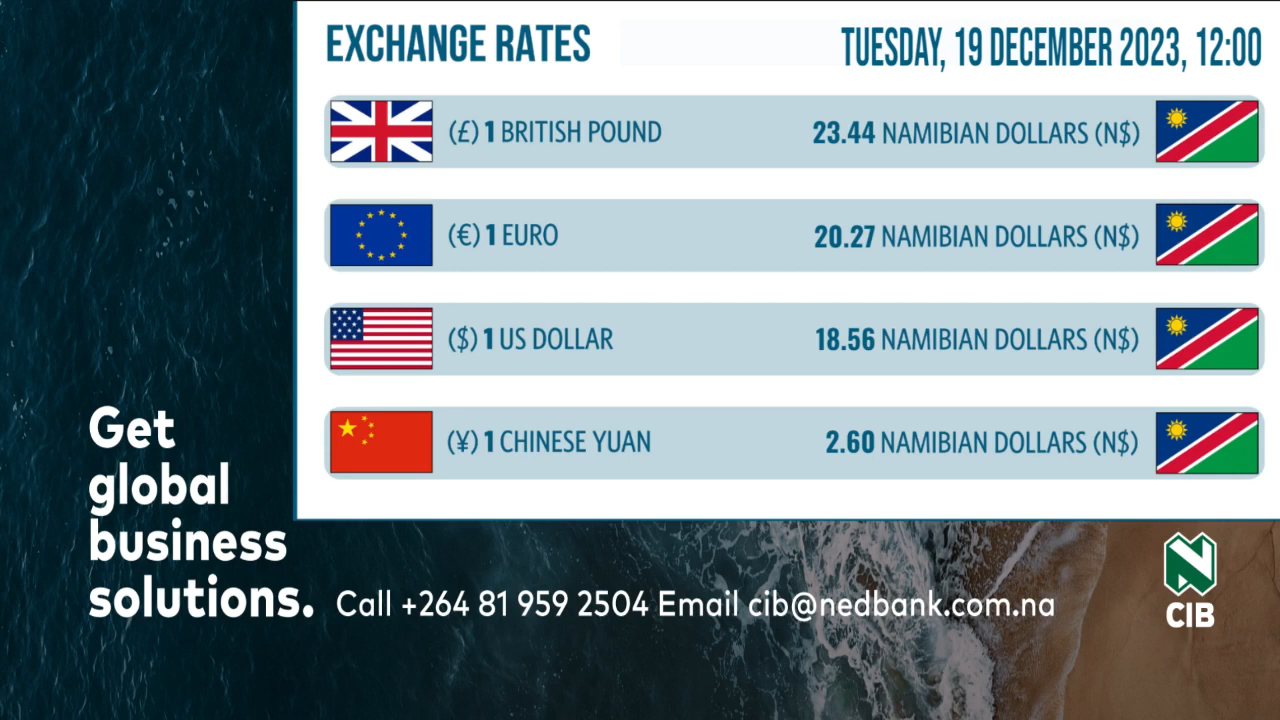 EXCHANGE RATES
TUESDAY, 19 DECEMBER 2023, 12:00
(£) 1 BRITISH POUND 23.44 NAMIBIAN DOLLARS (N$)
(€) 1 EURO 20.27 NAMIBIAN DOLLARS (N$)
($) 1 US DOLLAR 18.56 NAMIBIAN DOLLARS (N$)
(¥) 1 CHINESE YUAN 2.60 NAMIBIAN DOLLARS (N$)
Get
global
business
solutions.
Call +264 81 959 2504 Email cib@nedbank.com.na
CIB